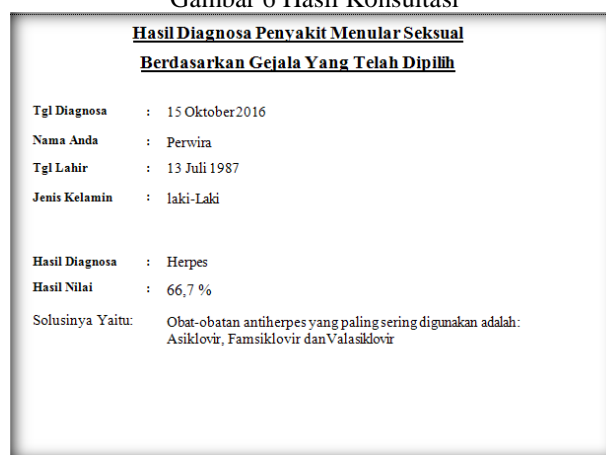 Gambar 6 Hasil Konsultasi
Hasil Diagnosa Penyakit Menular Seksual
Berdasarkan Gejala Yang Telah Dipilih
Tgl Diagnosa : 15 Oktober2016
Nama Anda : Perwira
Tgl Lahir : 13 Juli 1987
Jenis Kelamin : laki-Laki
Hasil Diagnosa : Herpes
Hasil Nilai : 66,7 %
Solusinya Yaitu: Obat-obatan antiherpes yang paling sering digunakan adalah:
Asiklovir, Famsiklovir danValasiklovir